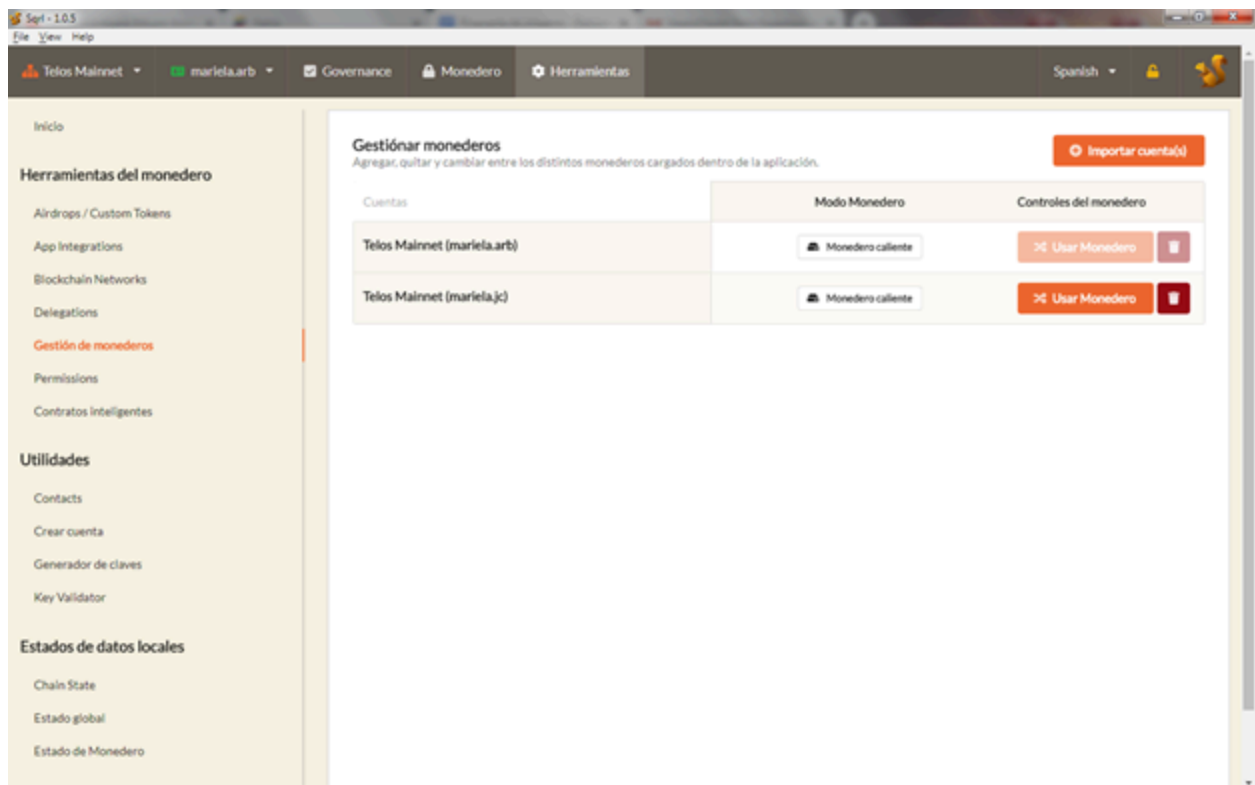 Sqrl - 1.0.5
File View Help
Telos Mainnet mariela.arb Governance Monedero Herramientas Spanish
Inicio
Herramientas del monedero
Airdrops / Custom Tokens
App Integrations
Blockchain Networks
Delegations
Gestión de monederos
Permissions
Contratos inteligentes
Utilidades
Contacts
Crear cuenta
Generador de claves
Key Validator
Estados de datos locales
Chain State
Estado global
Estado de Monedero
Gestiónar monederos
Agregar, quitar y cambiar entre los distintos monederos cargados dentro de la aplicación.
Importar cuenta(s)
Cuentas Modo Monedero Controles del monedero
Telos Mainnet (mariela.arb) Monedero caliente Usar Monedero
Telos Mainnet (mariela.jc) Monedero caliente Usar Monedero